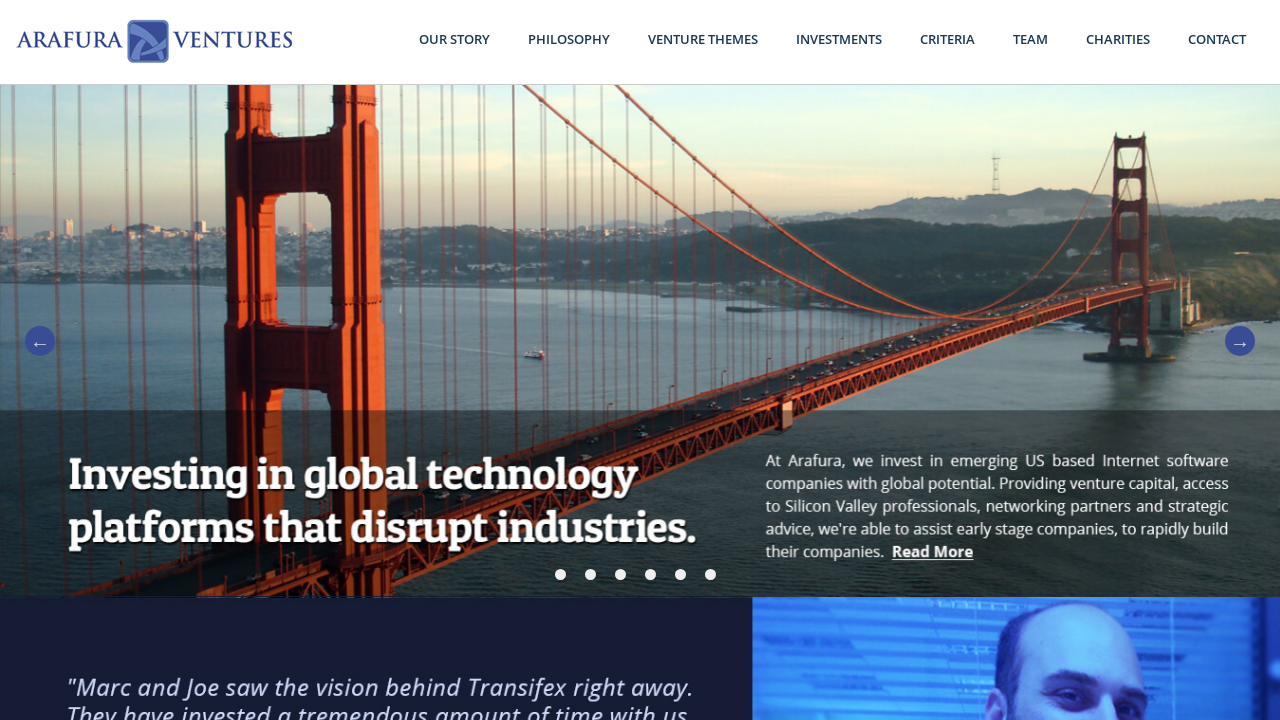 ARAFURA VENTURES
OUR STORY PHILOSOPHY VENTURE THEMES INVESTMENTS CRITERIA TEAM CHARITIES CONTACT
← →
Investing in global technology
platforms that disrupt industries.
At Arafura, we invest in emerging US based Internet software
companies with global potential. Providing venture capital, access
to Silicon Valley professionals, networking partners and strategic
advice, we're able to assist early stage companies, to rapidly build
their companies. Read More
"Marc and Joe saw the vision behind Transifex right away.
They have invested a tremendous amount of time with us